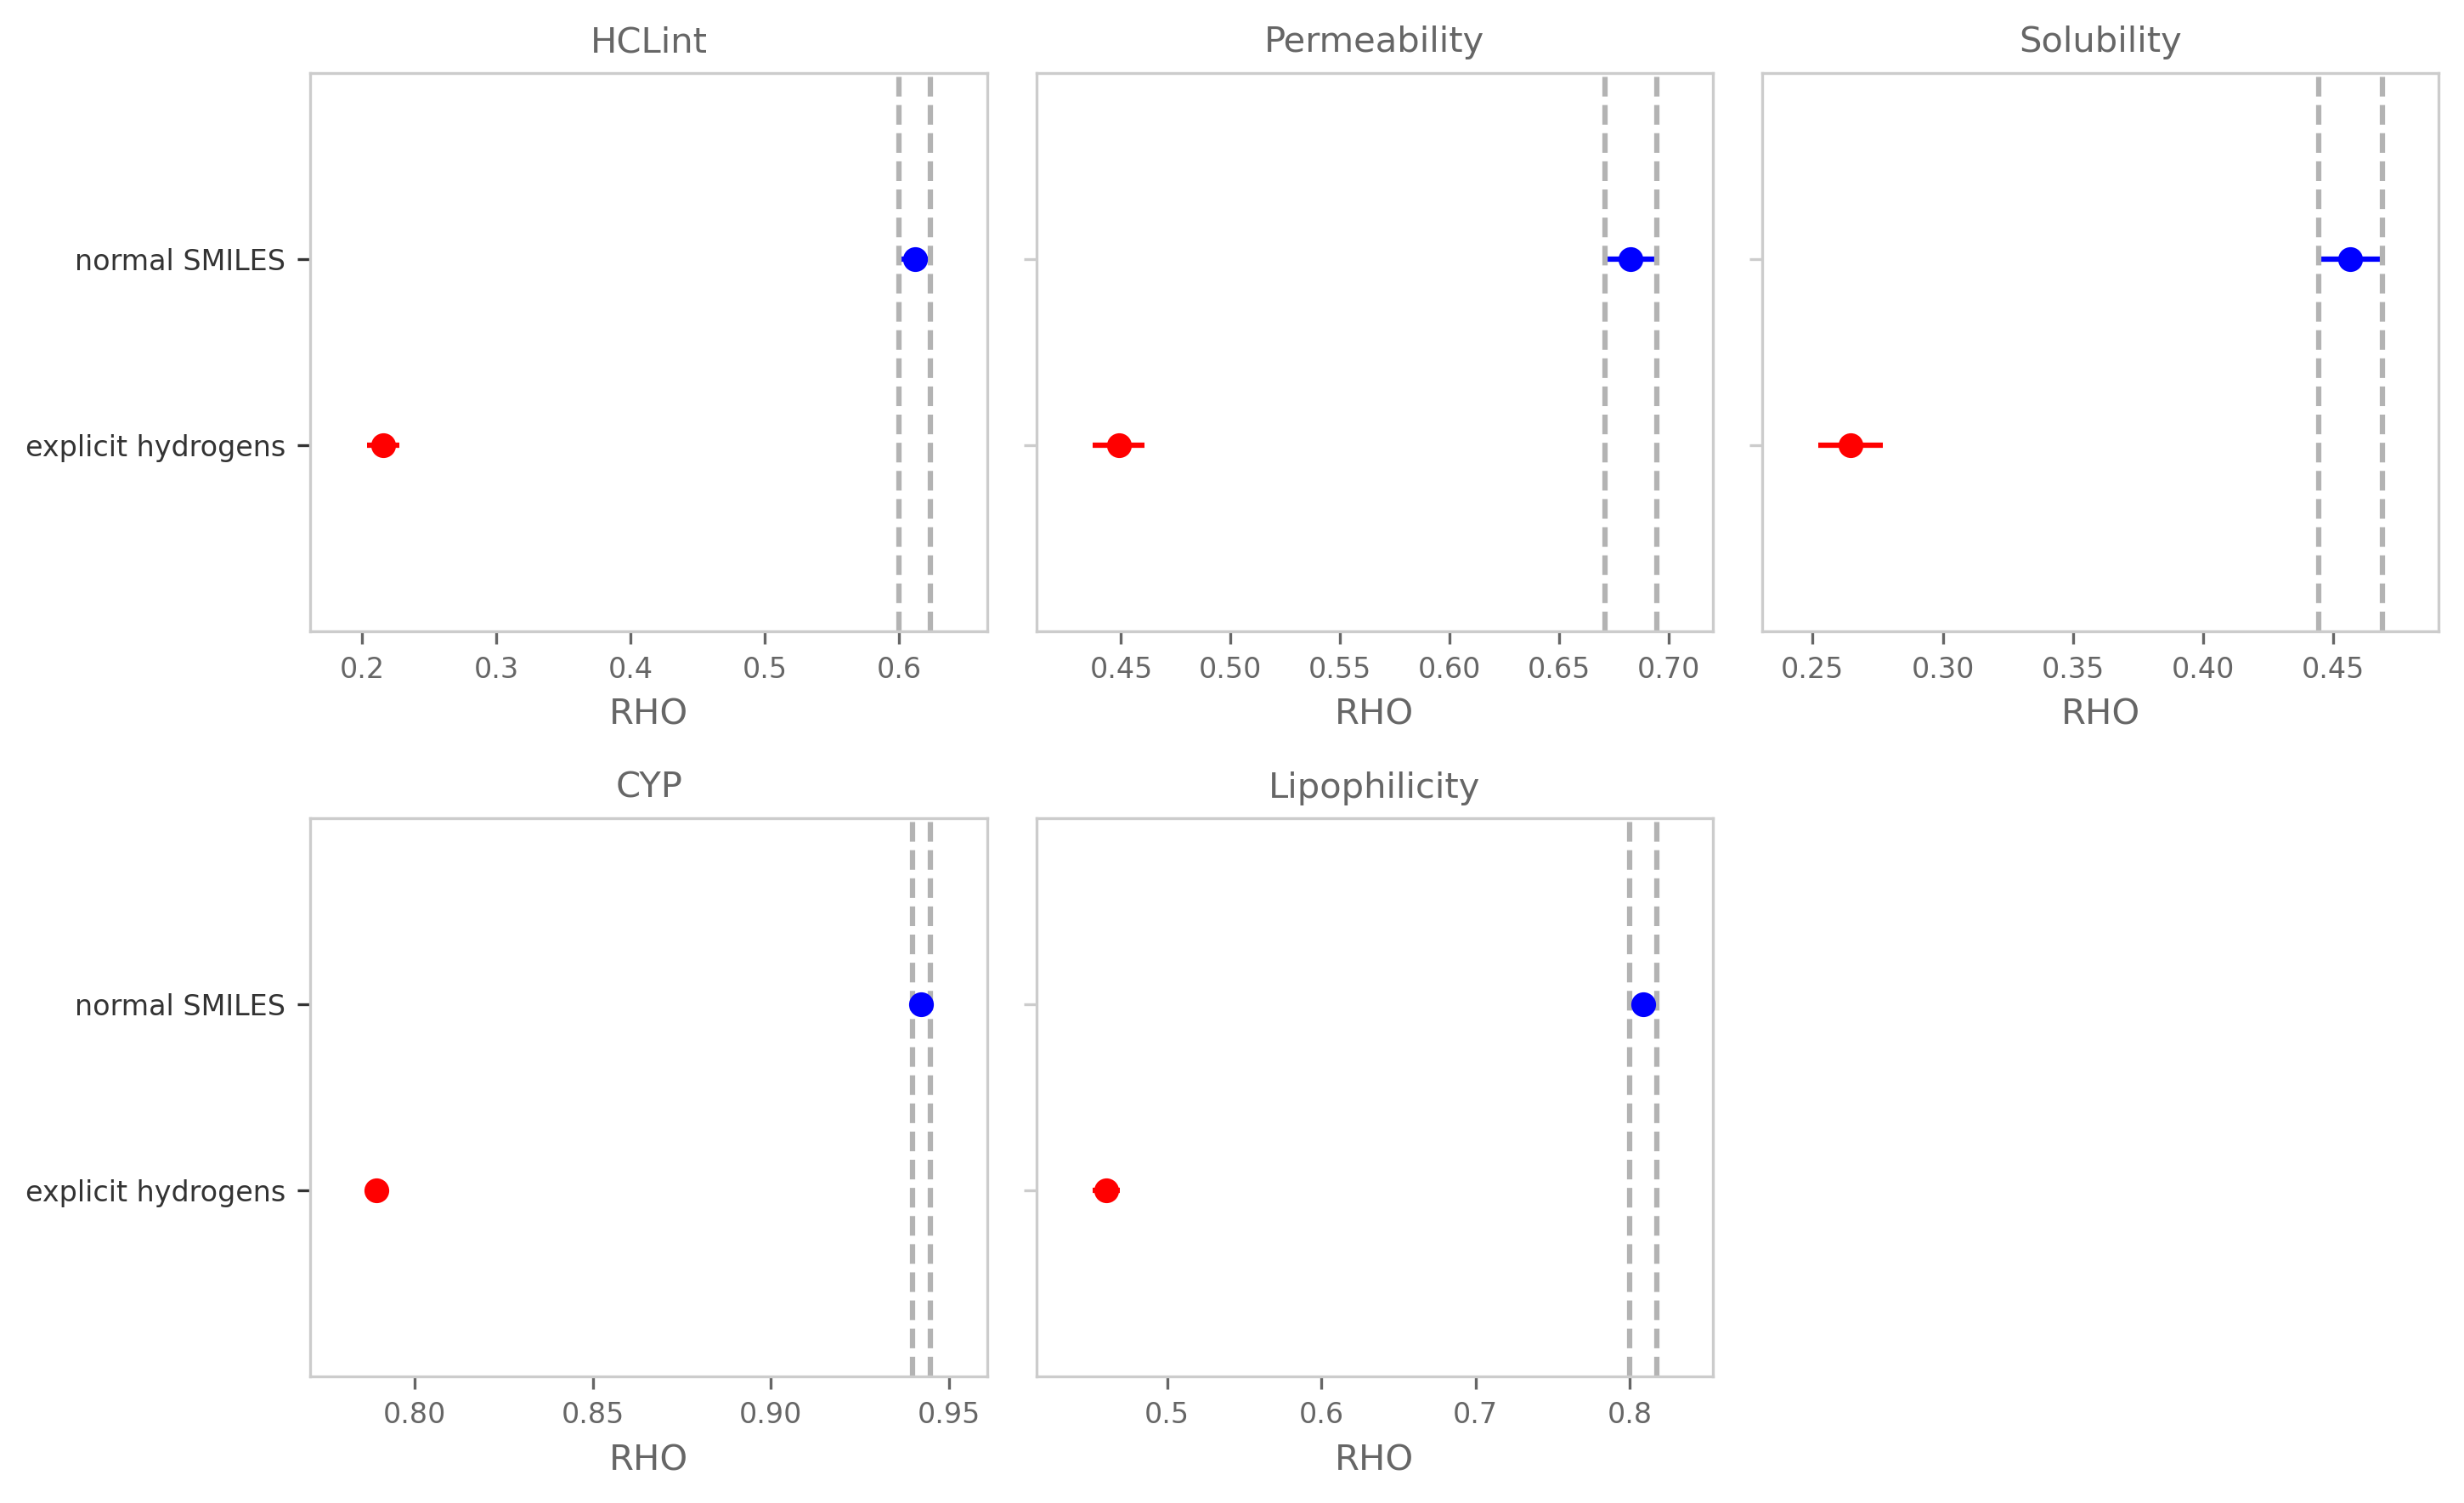 HCLint
Permeability
Solubility
normal SMILES
explicit hydrogens
0.2 0.3 0.4 0.5 0.6
0.45 0.50 0.55 0.60 0.65 0.70
0.25 0.30 0.35 0.40 0.45
RHO
RHO
RHO
CYP
Lipophilicity
normal SMILES
explicit hydrogens
0.80 0.85 0.90 0.95
0.5 0.6 0.7 0.8
RHO
RHO